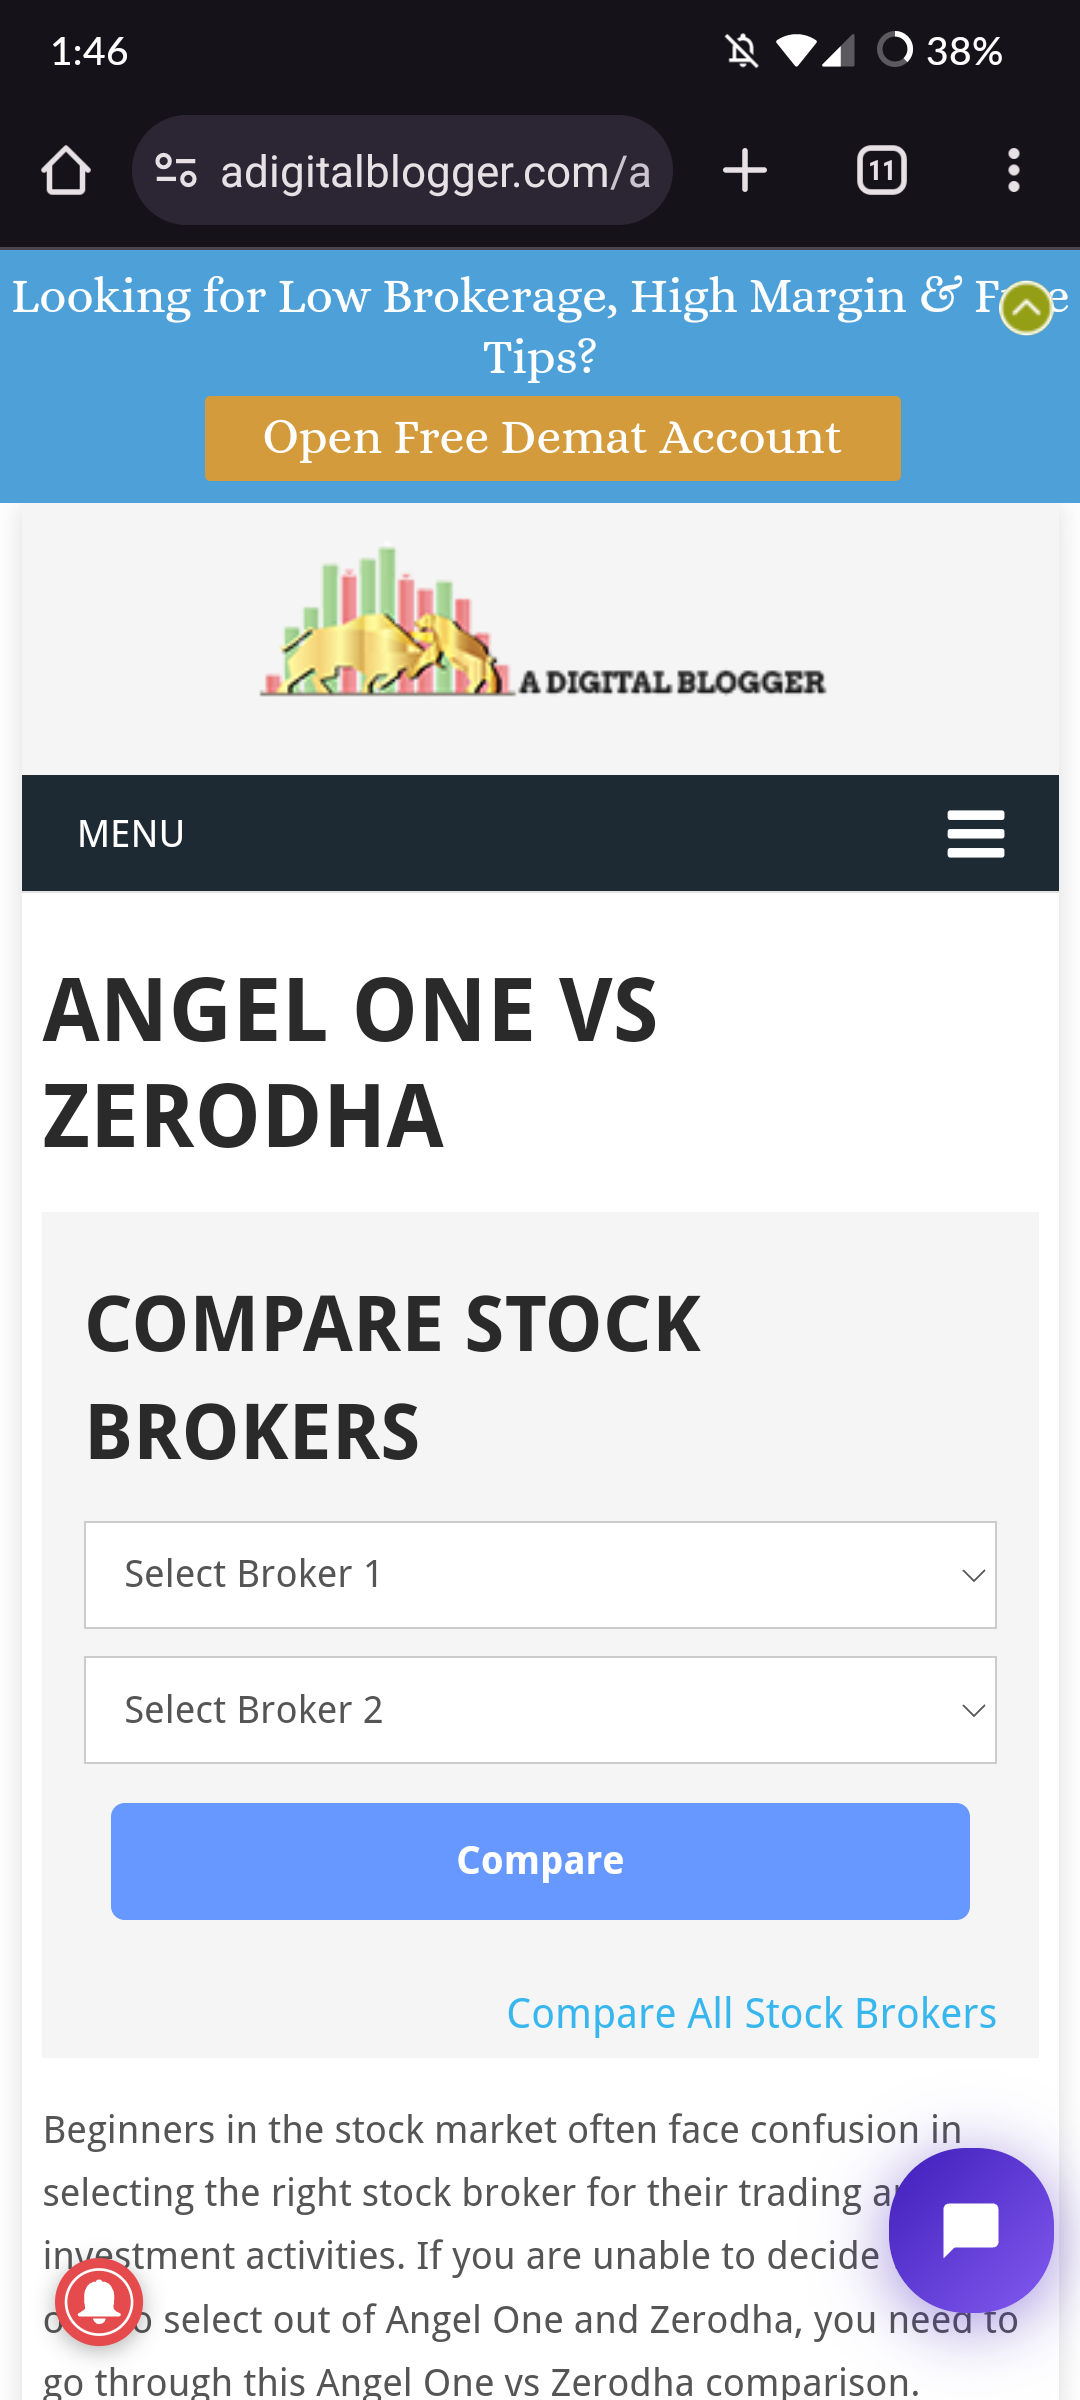 1:46
38%
adigitalblogger.com/a
11
Looking for Low Brokerage, High Margin &
Tips?
Open Free Demat Account
A DIGITAL BLOGGER
MENU
ANGEL ONE VS
ZERODHA
COMPARE STOCK
BROKERS
Select Broker 1
Select Broker 2
Compare
Compare All Stock Brokers
Beginners in the stock market often face confusion in
selecting the right stock broker for their trading
investment activities. If you are unable to decide
select out of Angel One and Zerodha, you need to
go through this Angel One vs Zerodha comparison.